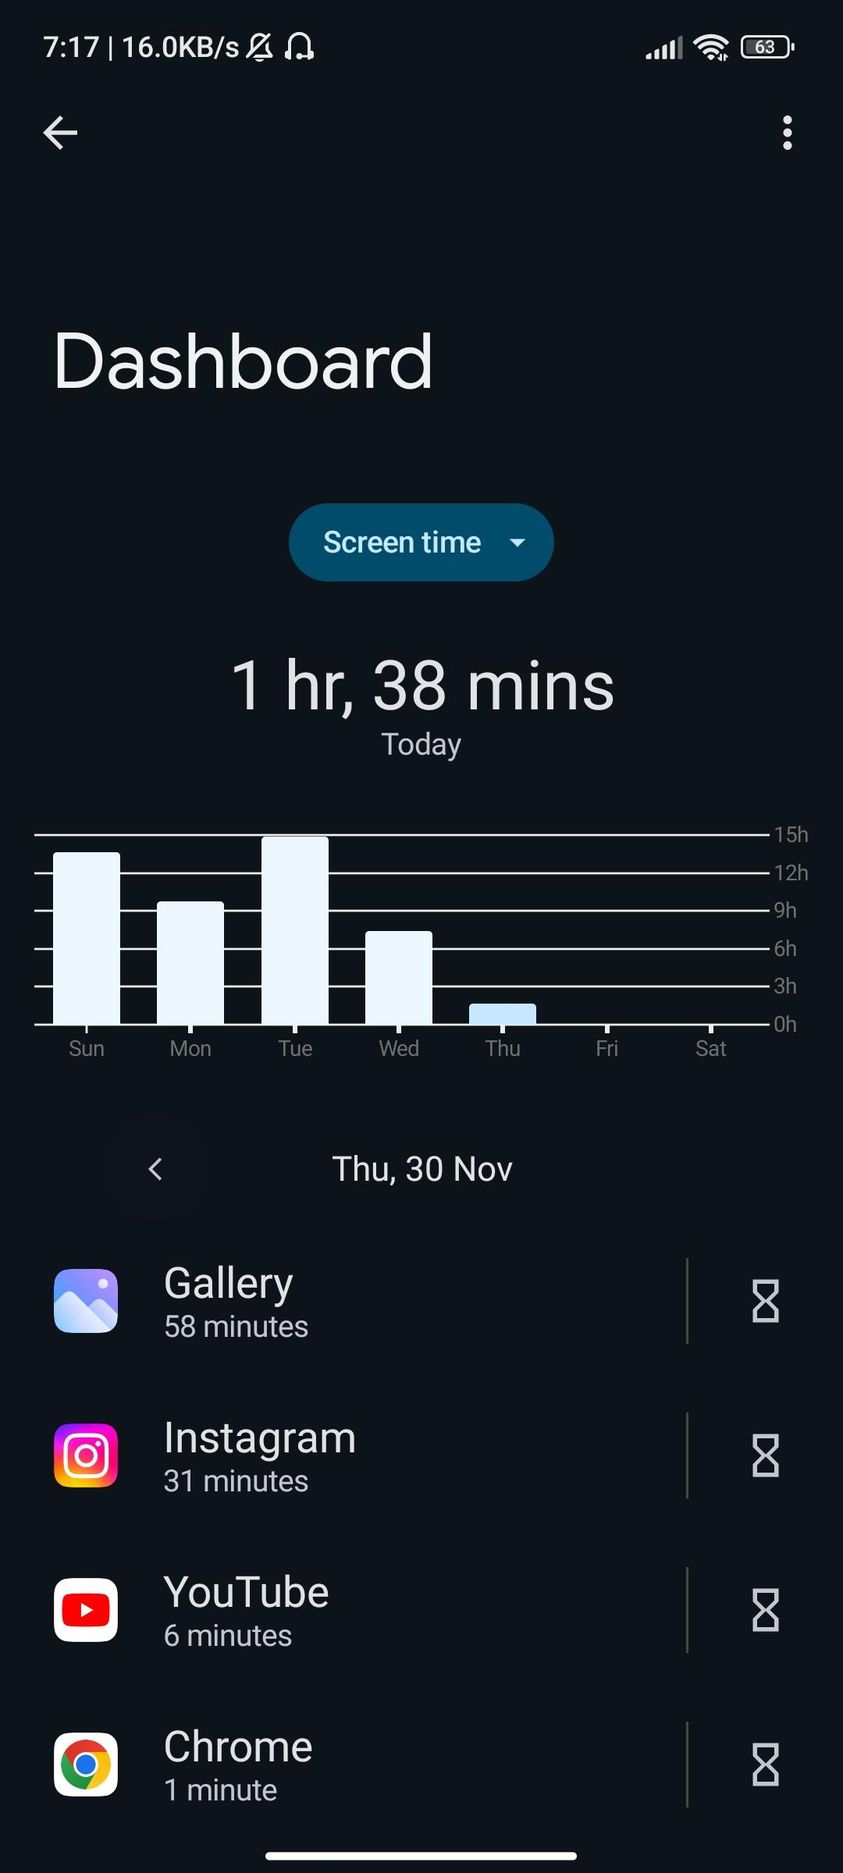 7:17 | 16.0KB/s 63
Dashboard
Screen time
1 hr, 38 mins
Today
15h
12h
9h
6h
3h
0h
Sun Mon Tue Wed Thu Fri Sat
Thu, 30 Nov
Gallery
58 minutes
Instagram
31 minutes
YouTube
6 minutes
Chrome
1 minute